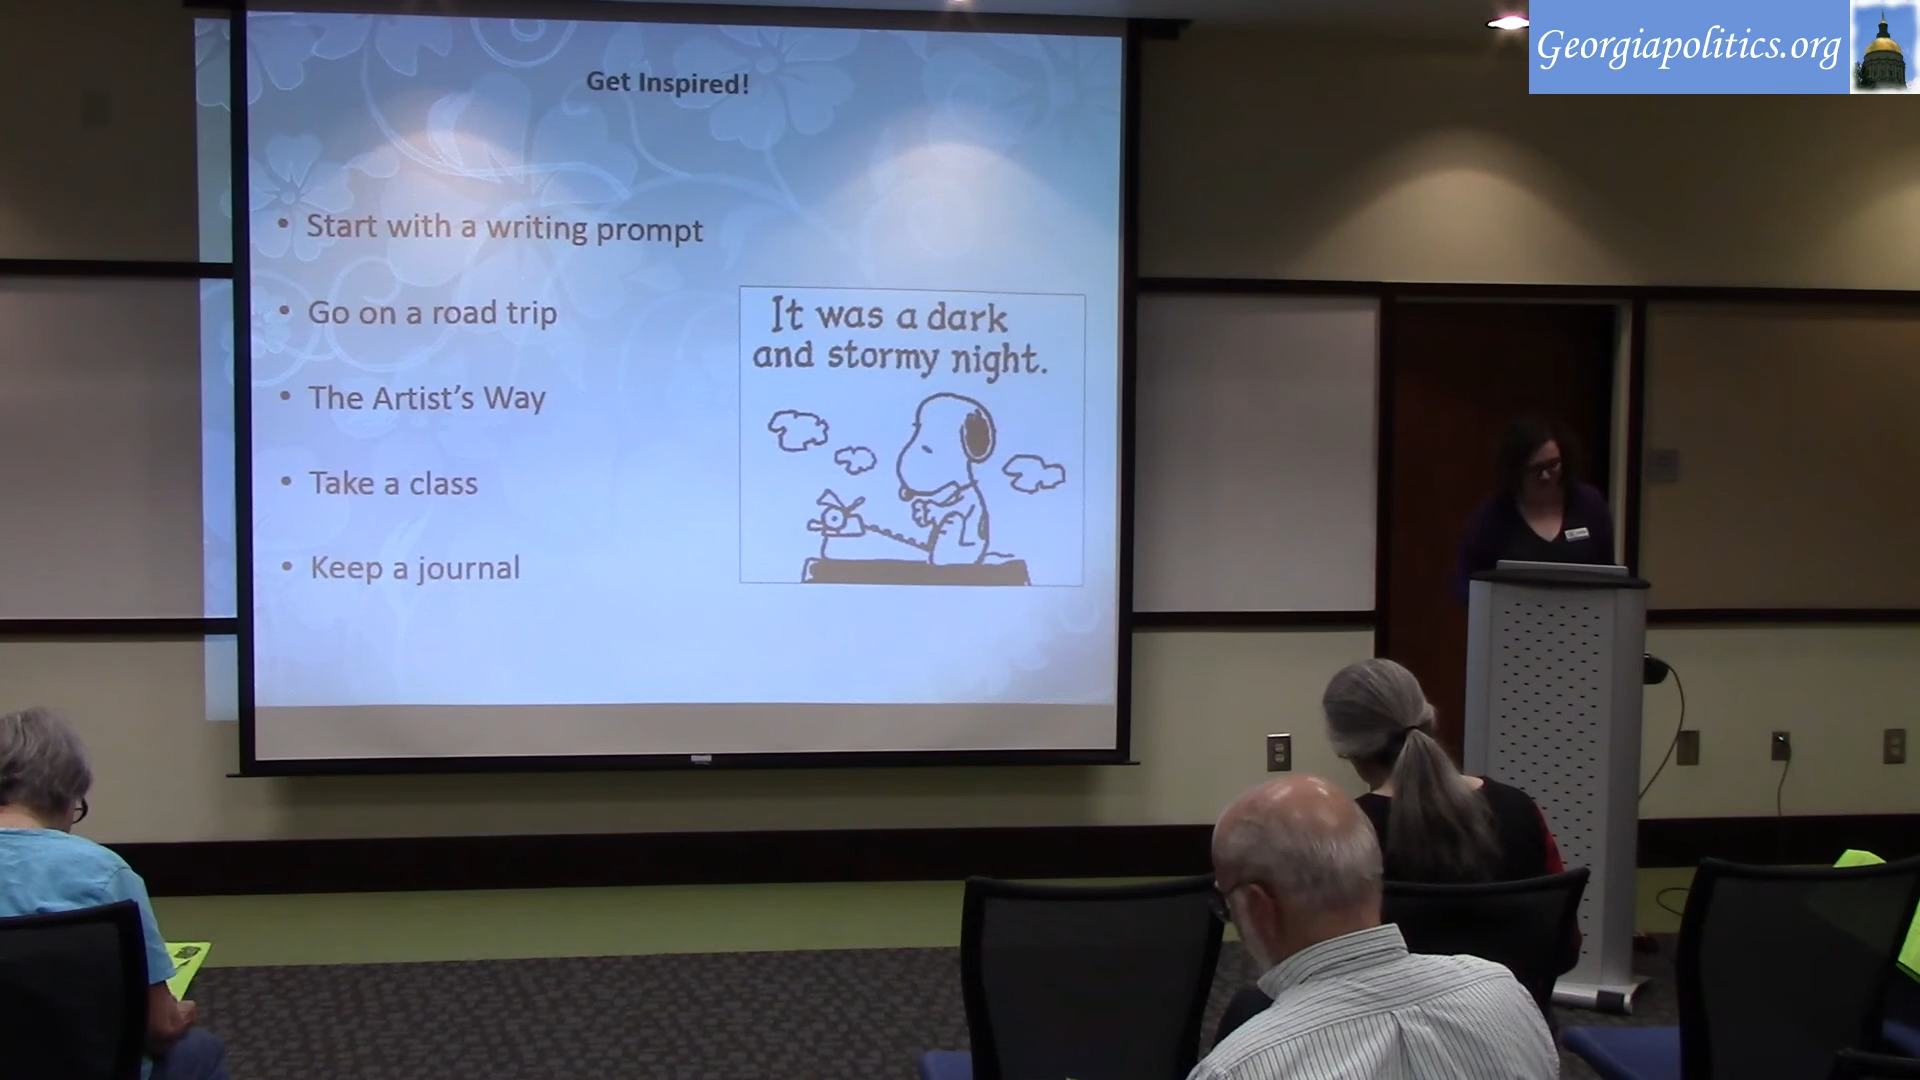 Georgiapolitics.org
Get Inspired!
• Start with a writing prompt
• Go on a road trip
• The Artist's Way
• Take a class
• Keep a journal
It was a dark
and stormy night.